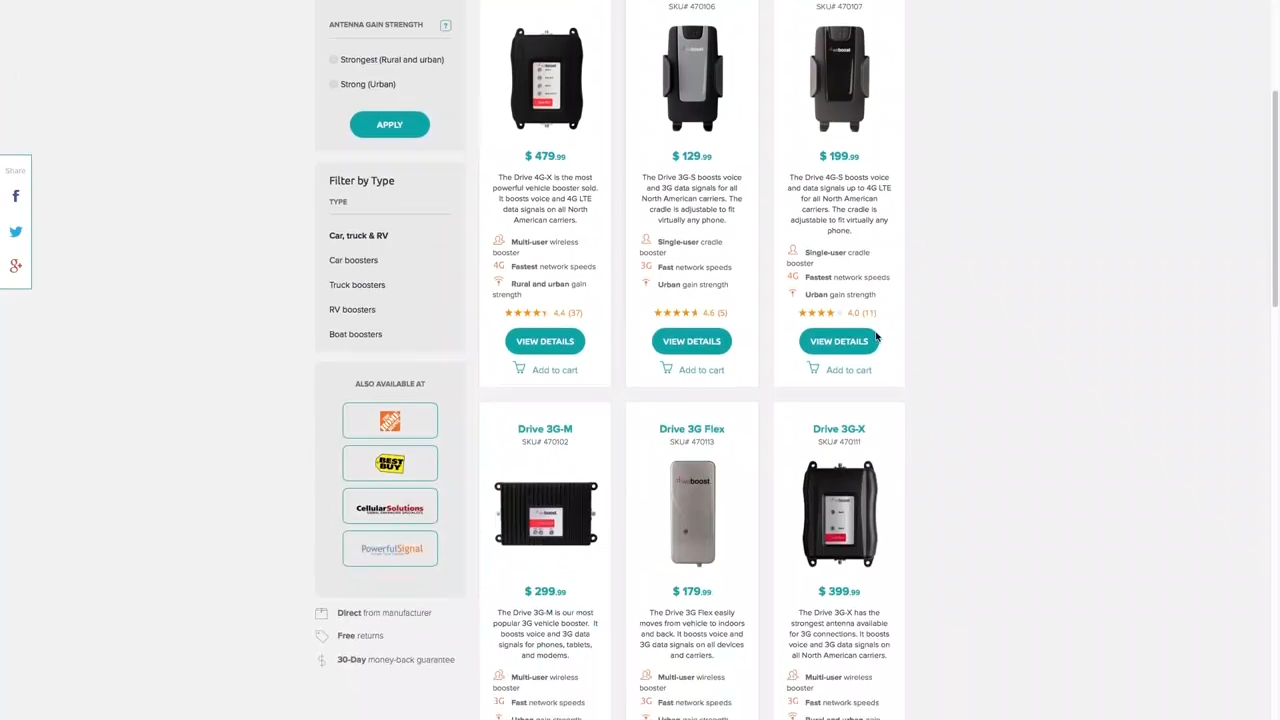 Share
ANTENNA GAIN STRENGTH
?
Strongest (Rural and urban)
Strong (Urban)
APPLY
Filter by Type
TYPE
Car, truck & RV
Car boosters
Truck boosters
RV boosters
Boat boosters
ALSO AVAILABLE AT
BEST
BUY
CellularSolutions
PowerfulSignal
Direct from manufacturer
Free returns
30-Day money-back guarantee
$ 479.99
The Drive 4G-X is the most
powerful vehicle booster sold.
It boosts voice and 4G LTE
data signals on all North
American carriers.
Multi-user wireless
booster
4G Fastest network speeds
Rural and urban gain
strength
4.4 (37)
VIEW DETAILS
Add to cart
SKU# 470106
$ 129.99
The Drive 3G-S boosts voice
and 3G data signals for all
North American carriers. The
cradle is adjustable to fit
virtually any phone.
Single-user cradle
booster
3G Fast network speeds
Urban gain strength
4.6 (5)
VIEW DETAILS
Add to cart
SKU# 470107
$ 199.99
The Drive 4G-S boosts voice
and data signals up to 4G LTE
for all North American
carriers. The cradle is
adjustable to fit virtually any
phone.
Single-user cradle
booster
4G Fastest network speeds
Urban gain strength
4.0 (11)
VIEW DETAILS
Add to cart
Drive 3G-M
SKU# 470102
$ 299.99
The Drive 3G-M is our most
popular 3G vehicle booster. It
boosts voice and 3G data
signals for phones, tablets,
and modems.
Multi-user wireless
booster
3G Fast network speeds
Urban gain strength
Drive 3G Flex
SKU# 470113
weboost
$ 179.99
The Drive 3G Flex easily
moves from vehicle to indoors
and back. It boosts voice and
3G data signals on all devices
and carriers.
Multi-user wireless
booster
3G Fast network speeds
Urban gain strength
Drive 3G-X
SKU# 470111
$ 399.99
The Drive 3G-X has the
strongest antenna available
for 3G connections. It boosts
voice and 3G data signals on
all North American carriers.
Multi-user wireless
booster
3G Fast network speeds
Rural and urban gain